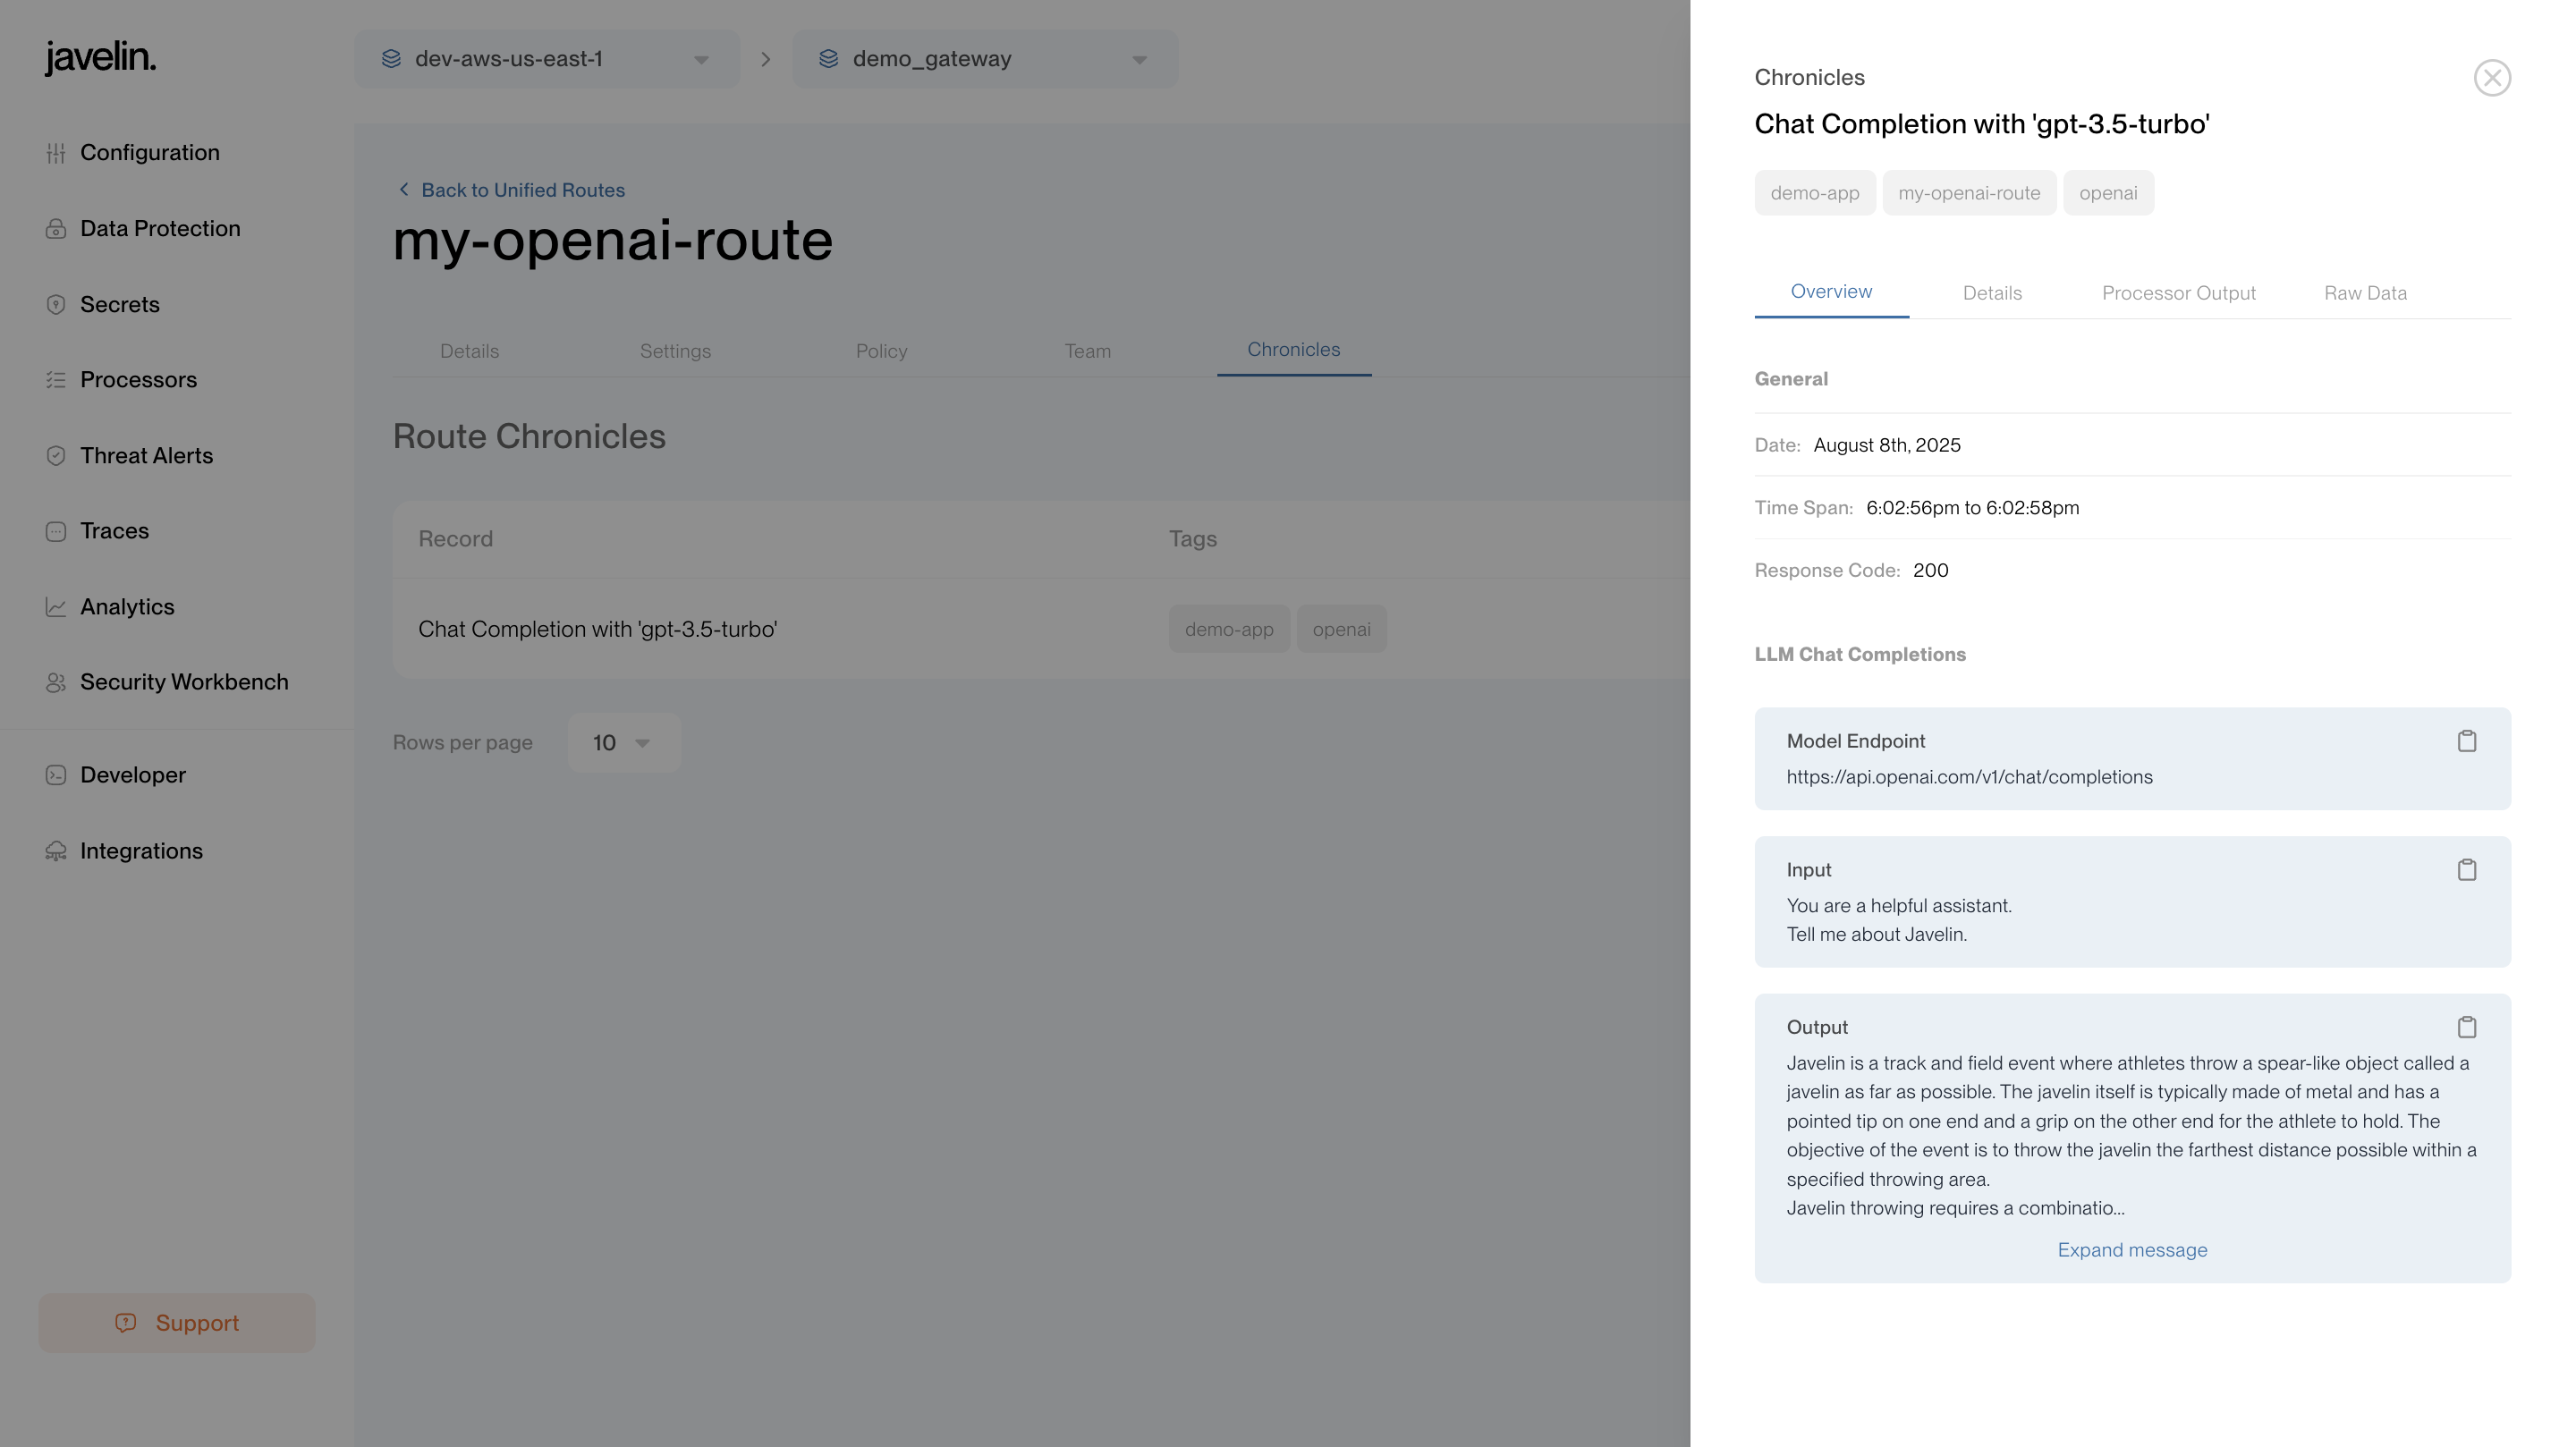 javelin.
dev-aws-us-east-1
demo_gateway
Configuration
Data Protection
Secrets
Processors
Threat Alerts
Traces
Analytics
Security Workbench
Developer
Integrations
Support
Back to Unified Routes
my-openai-route
Details Settings Policy Team Chronicles
Route Chronicles
Record Tags
Chat Completion with 'gpt-3.5-turbo' demo-app openai
Rows per page 10
Chronicles
Chat Completion with 'gpt-3.5-turbo'
demo-app my-openai-route openai
Overview Details Processor Output Raw Data
General
Date: August 8th, 2025
Time Span: 6:02:56pm to 6:02:58pm
Response Code: 200
LLM Chat Completions
Model Endpoint
https://api.openai.com/v1/chat/completions
Input
You are a helpful assistant.
Tell me about Javelin.
Output
Javelin is a track and field event where athletes throw a spear-like object called a
javelin as far as possible. The javelin itself is typically made of metal and has a
pointed tip on one end and a grip on the other end for the athlete to hold. The
objective of the event is to throw the javelin the farthest distance possible within a
specified throwing area.
Javelin throwing requires a combinatio...
Expand message